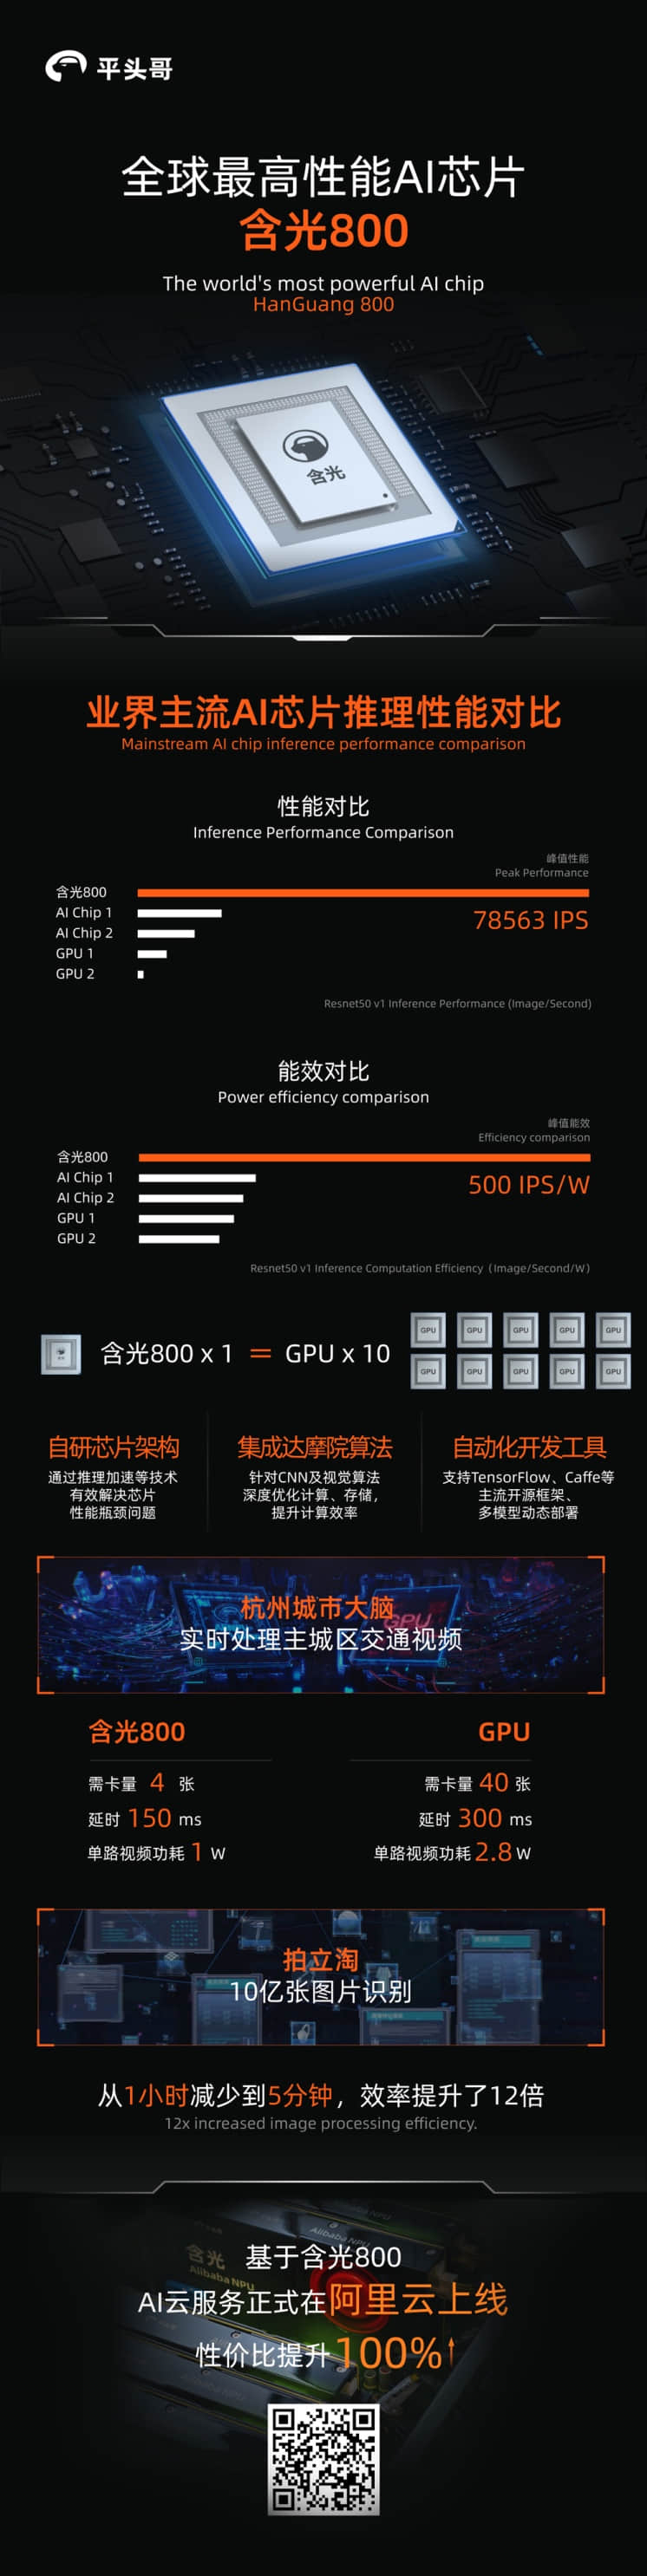 平头哥
全球最高性能AI芯片
含光800
The world's most powerful AI chip
HanGuang 800
含光
业界主流AI芯片推理性能对比
Mainstream AI chip inference performance comparison
性能对比
Inference Performance Comparison
峰值性能
Peak Performance
含光800
AI Chip 1
AI Chip 2
GPU 1
GPU 2
78563 IPS
Resnet50 v1 Inference Performance (Image/Second)
能效对比
Power efficiency comparison
峰值能效
Efficiency comparison
含光800
AI Chip 1
AI Chip 2
GPU 1
GPU 2
500 IPS/W
Resnet50 v1 Inference Computation Efficiency (Image/Second/W)
含光800 x 1 = GPU x 10
GPU GPU GPU GPU GPU
GPU GPU GPU GPU GPU
自研芯片架构
通过推理加速等技术
有效解决芯片
性能瓶颈问题
集成达摩院算法
针对CNN及视觉算法
深度优化计算、存储，
提升计算效率
自动化开发工具
支持TensorFlow、Caffe等
主流开源框架、
多模型动态部署
GPU
杭州城市大脑
实时处理主城区交通视频
含光800
需卡量 4 张
延时 150 ms
单路视频功耗 1 W
GPU
需卡量 40 张
延时 300 ms
单路视频功耗 2.8 W
拍立淘
10亿张图片识别
从1小时减少到5分钟，效率提升了12倍
12x increased image processing efficiency.
Alibaba NPU
含光
Alibaba NPU
基于含光800
AI云服务正式在阿里云上线
性价比提升100%↑